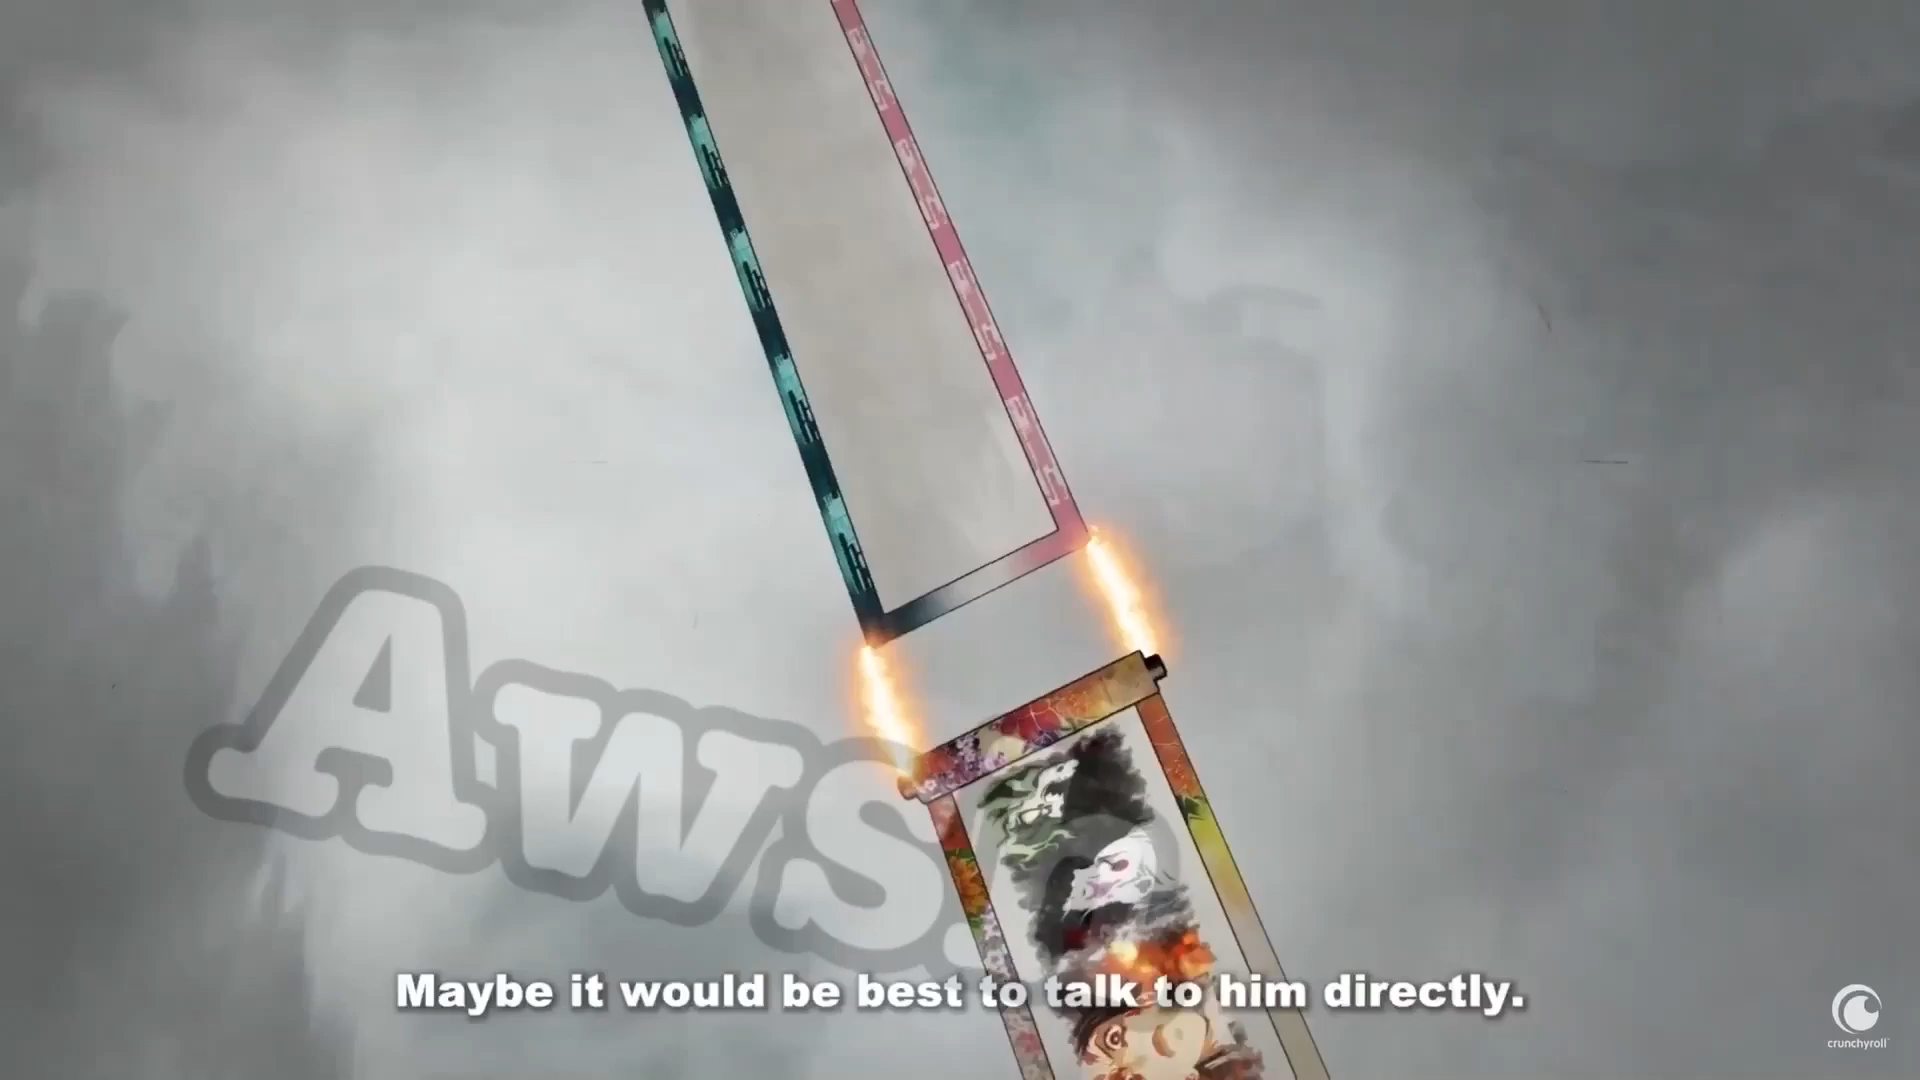 Aws.
Maybe it would be best to talk to him directly.
crunchyroll